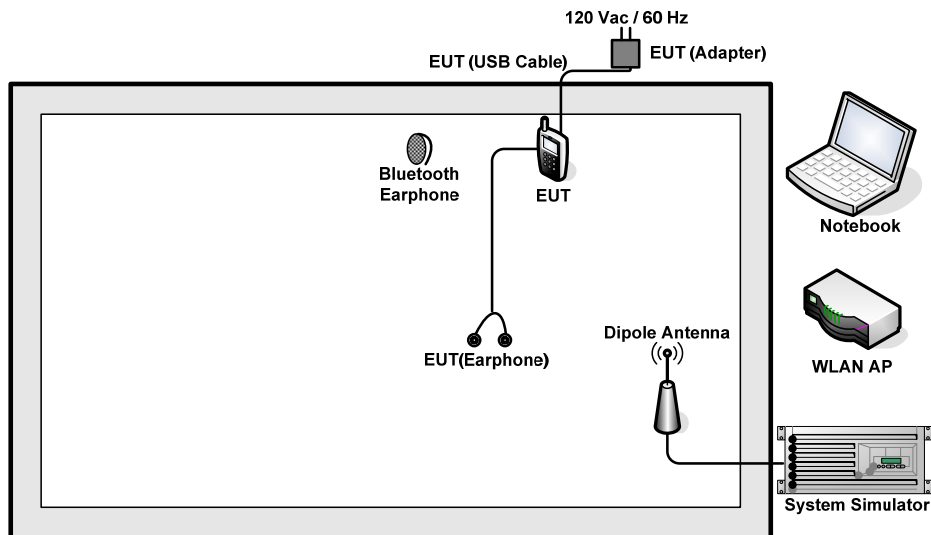 120 Vac / 60 Hz
EUT (USB Cable)
EUT (Adapter)
Bluetooth
Earphone
EUT
Notebook
EUT(Earphone)
Dipole Antenna
WLAN AP
System Simulator